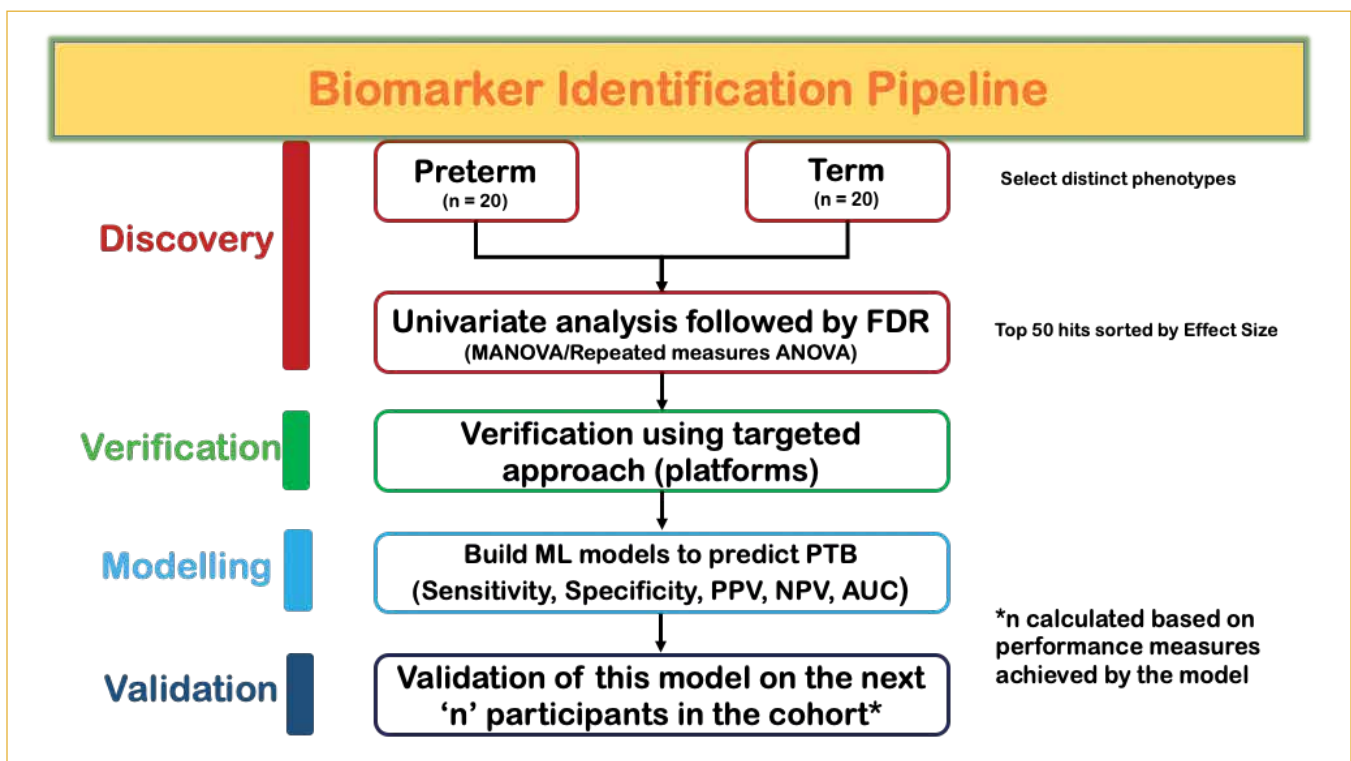 Biomarker Identification Pipeline
Discovery
Preterm
(n = 20)
Term
(n = 20)
Select distinct phenotypes
Univariate analysis followed by FDR
(MANOVA/Repeated measures ANOVA)
Top 50 hits sorted by Effect Size
Verification
Verification using targeted
approach (platforms)
Modelling
Build ML models to predict PTB
(Sensitivity, Specificity, PPV, NPV, AUC)
Validation
Validation of this model on the next
‘n’ participants in the cohort*
*n calculated based on
performance measures
achieved by the model